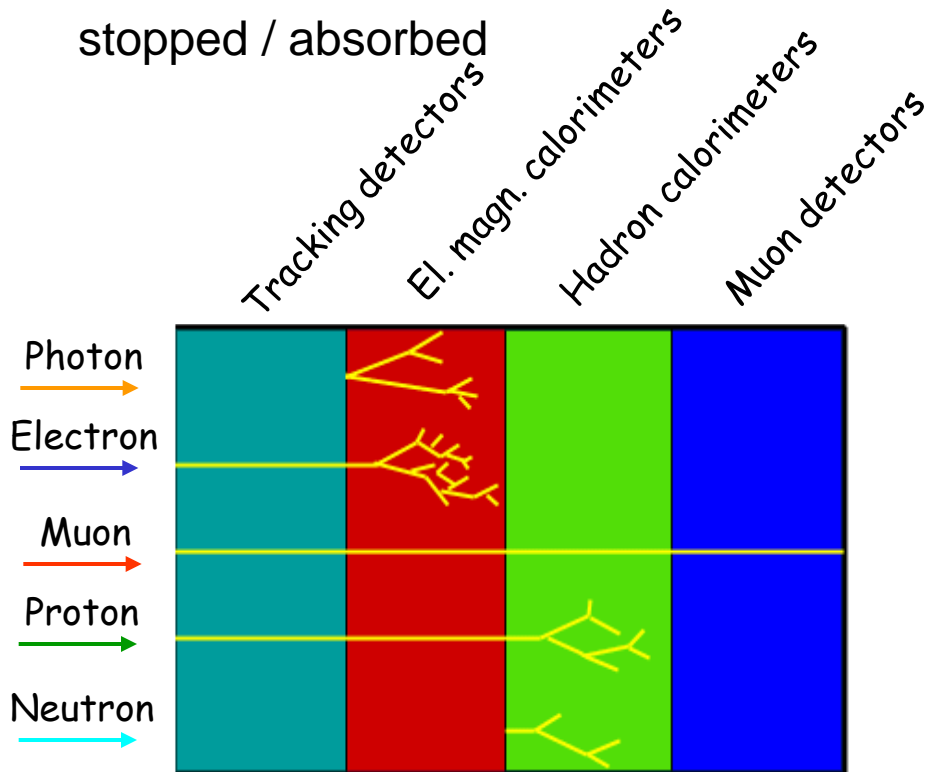 stopped / absorbed
Tracking detectors
El. magn. calorimeters
Hadron calorimeters
Muon detectors
Photon
Electron
Muon
Proton
Neutron